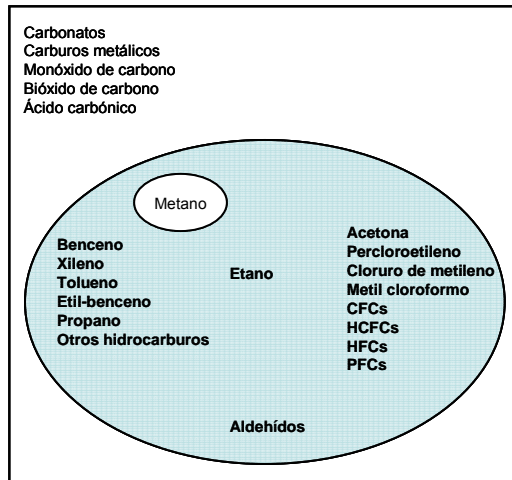 Carbonatos
Carburos metálicos
Monóxido de carbono
Bióxido de carbono
Ácido carbónico
Metano
Benceno
Xileno
Tolueno
Etil-benceno
Propano
Otros hidrocarburos
Etano
Acetona
Percloroetileno
Cloruro de metileno
Metil cloroformo
CFCs
HCFCs
HFCs
PFCs
Aldehídos